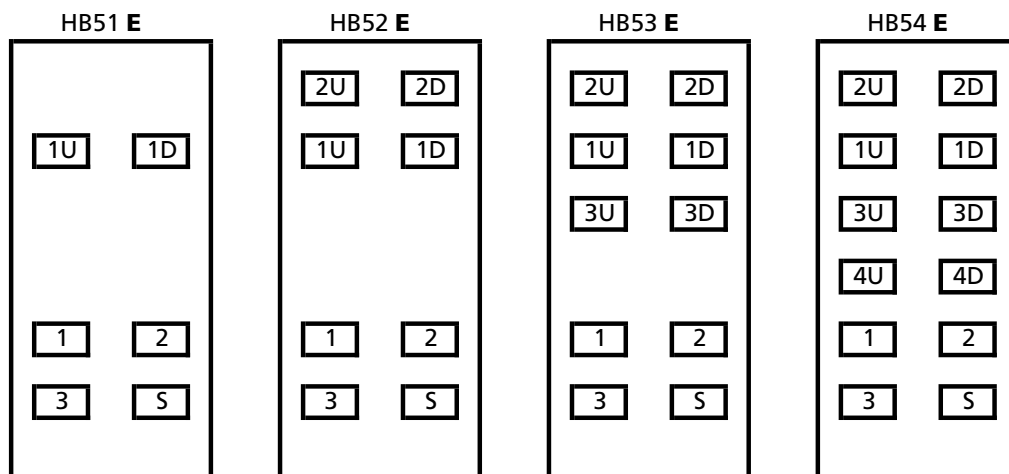 HB51 E HB52 E HB53 E HB54 E
2U 2D 2U 2D 2U 2D
1U 1D 1U 1D 1U 1D 1U 1D
3U 3D 3U 3D
4U 4D
1 2 1 2 1 2 1 2
3 S 3 S 3 S 3 S